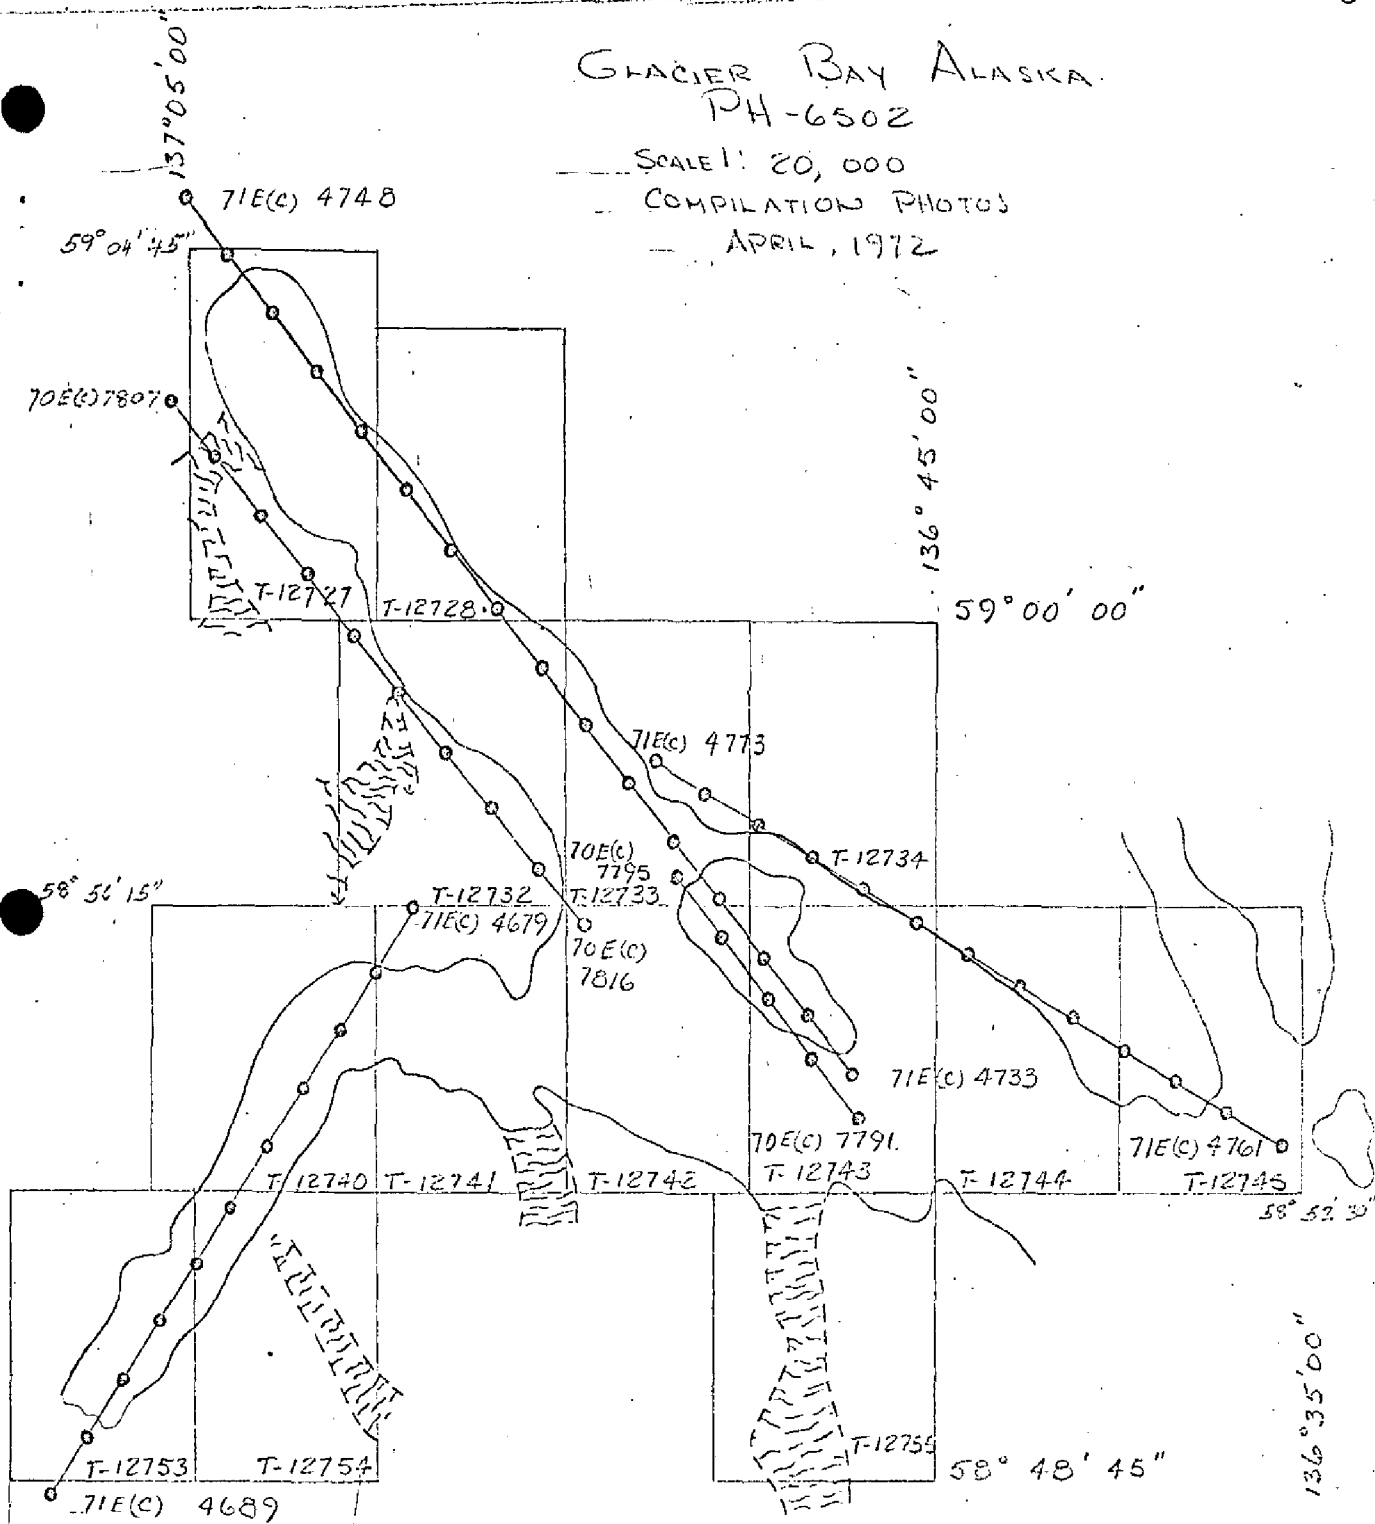 GLACIER BAY ALASKA.
PH-6502
SCALE 1: 20,000
COMPILATION PHOTOS
APRIL, 1972
137°05'00"
71E(C) 4748
59°04'45"
70E(C)7807
136°45'00"
T-12727
T-12728
59°00'00"
71E(C) 4773
T-12734
70E(C)
7795
58° 56' 15"
T-12732
T-12733
71E(C) 4679
70E(C)
7816
71E(C) 4733
70E(C) 7791.
71E(C) 4761
T-12740
T-12741
T-12742
T-12743
T-12744
T-12745
58° 52' 30"
136°35'00"
T-12755
58° 48' 45"
T-12753
T-12754
71E(C) 4689